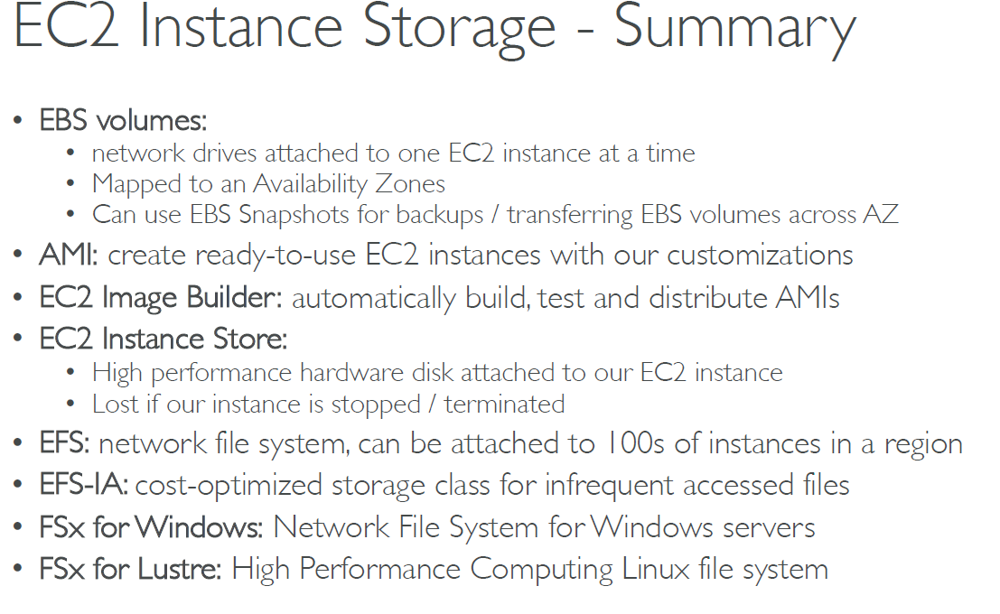 EC2 Instance Storage - Summary
• EBS volumes:
• network drives attached to one EC2 instance at a time
• Mapped to an Availability Zones
• Can use EBS Snapshots for backups / transferring EBS volumes across AZ
• AMI: create ready-to-use EC2 instances with our customizations
• EC2 Image Builder: automatically build, test and distribute AMIs
• EC2 Instance Store:
• High performance hardware disk attached to our EC2 instance
• Lost if our instance is stopped / terminated
• EFS: network file system, can be attached to 100s of instances in a region
• EFS-IA: cost-optimized storage class for infrequent accessed files
• FSx for Windows: Network File System for Windows servers
• FSx for Lustre: High Performance Computing Linux file system